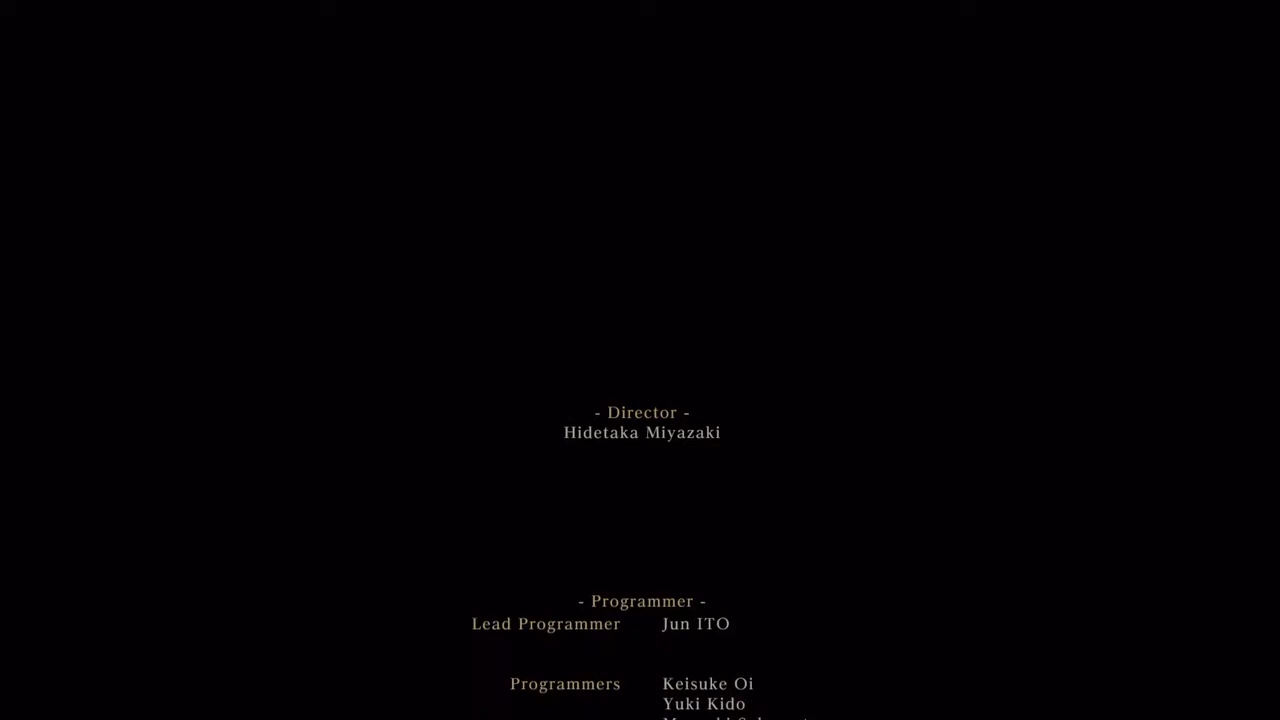 - Director -
Hidetaka Miyazaki
- Programmer -
Lead Programmer Jun ITO
Programmers Keisuke Oi
Yuki Kido